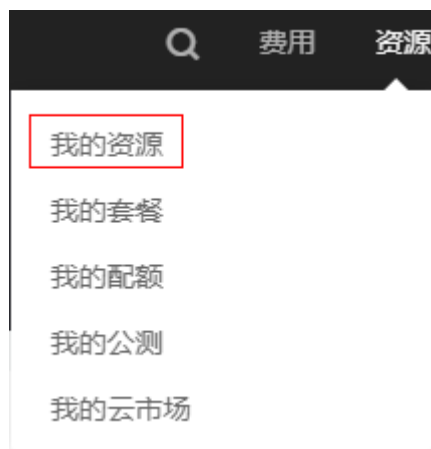 费用 资源
我的资源
我的套餐
我的配额
我的公测
我的云市场